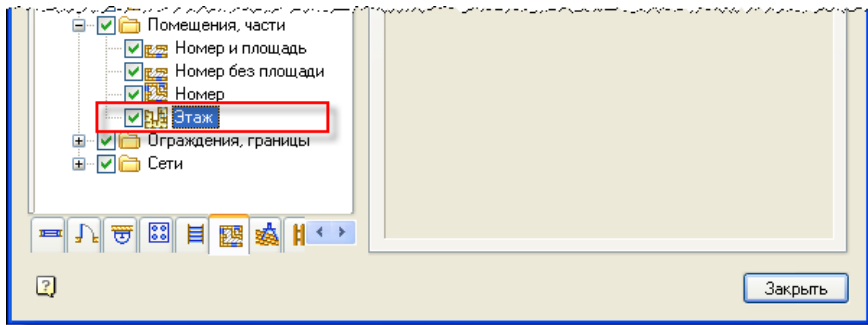 Помещения, части
Номер и площадь
Номер без площади
Номер
Этаж
Ограждения, границы
Сети
Закрыть